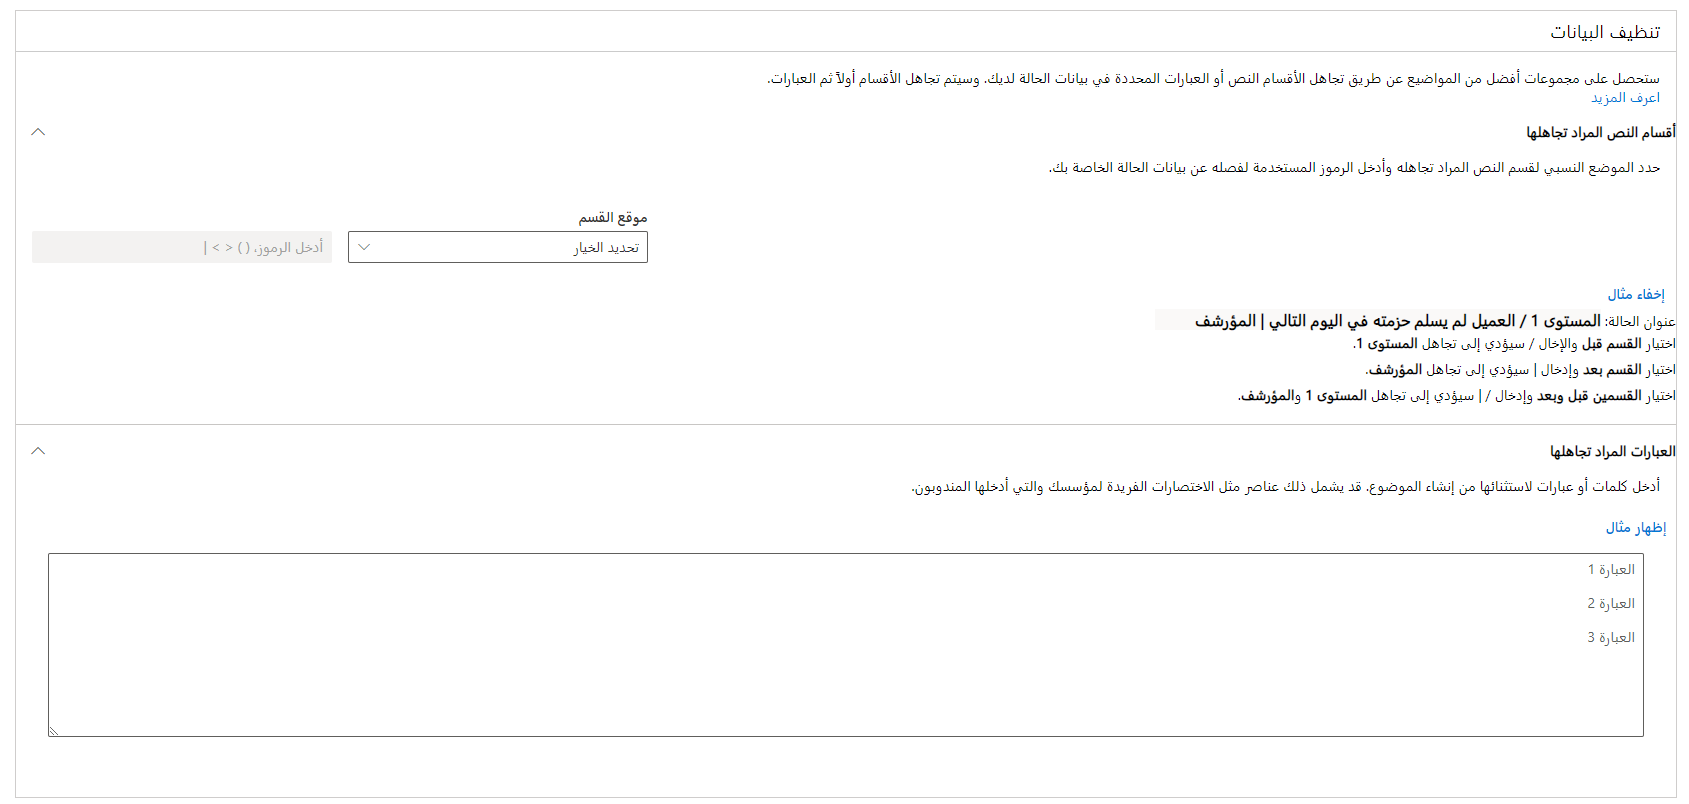 تنظيف البيانات
ستحصل على مجموعات أفضل من المواضيع عن طريق تجاهل الأقسام النص أو العبارات المحددة في بيانات الحالة لديك. وسيتم تجاهل الأقسام أولاً ثم العبارات.
اعرف المزيد
أقسام النص المراد تجاهلها
حدد الموضع النسبي لقسم النص المراد تجاهله وأدخل الرموز المستخدمة لفصله عن بيانات الحالة الخاصة بك.
موقع القسم
تحديد الخيار
أدخل الرموز، ( ) < > |
إخفاء مثال
عنوان الحالة: المستوى 1 / العميل لم يسلم حزمته في اليوم التالي | المؤرشف
اختيار القسم قبل والإخال / سيؤدي إلى تجاهل المستوى 1.
اختيار القسم بعد وإدخال | سيؤدي إلى تجاهل المؤرشف.
اختيار القسمين قبل وبعد وإدخال / | سيؤدي إلى تجاهل المستوى 1 والمؤرشف.
العبارات المراد تجاهلها
أدخل كلمات أو عبارات لاستثنائها من إنشاء الموضوع. قد يشمل ذلك عناصر مثل الاختصارات الفريدة لمؤسسك والتي أدخلها المندوبون.
إظهار مثال
العبارة 1
العبارة 2
العبارة 3